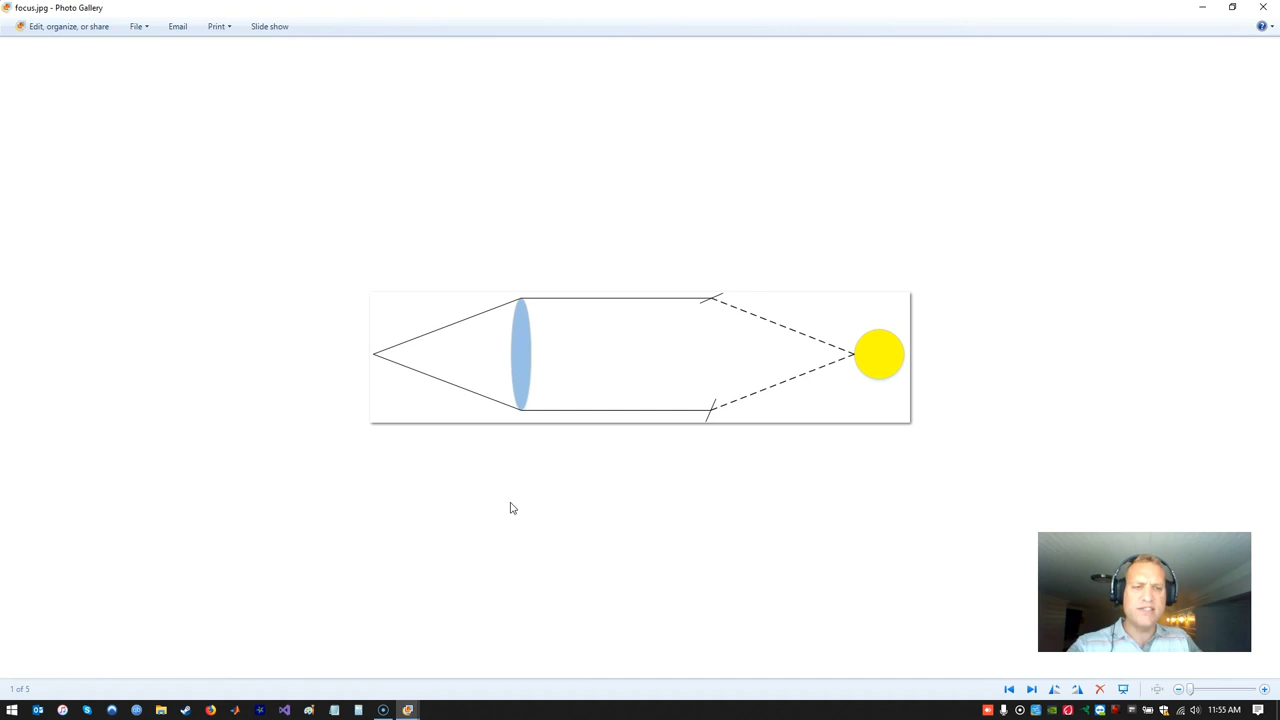 focus.jpg - Photo Gallery
Edit, organize, or share File Email Print Slide show
1 of 5
11:55 AM